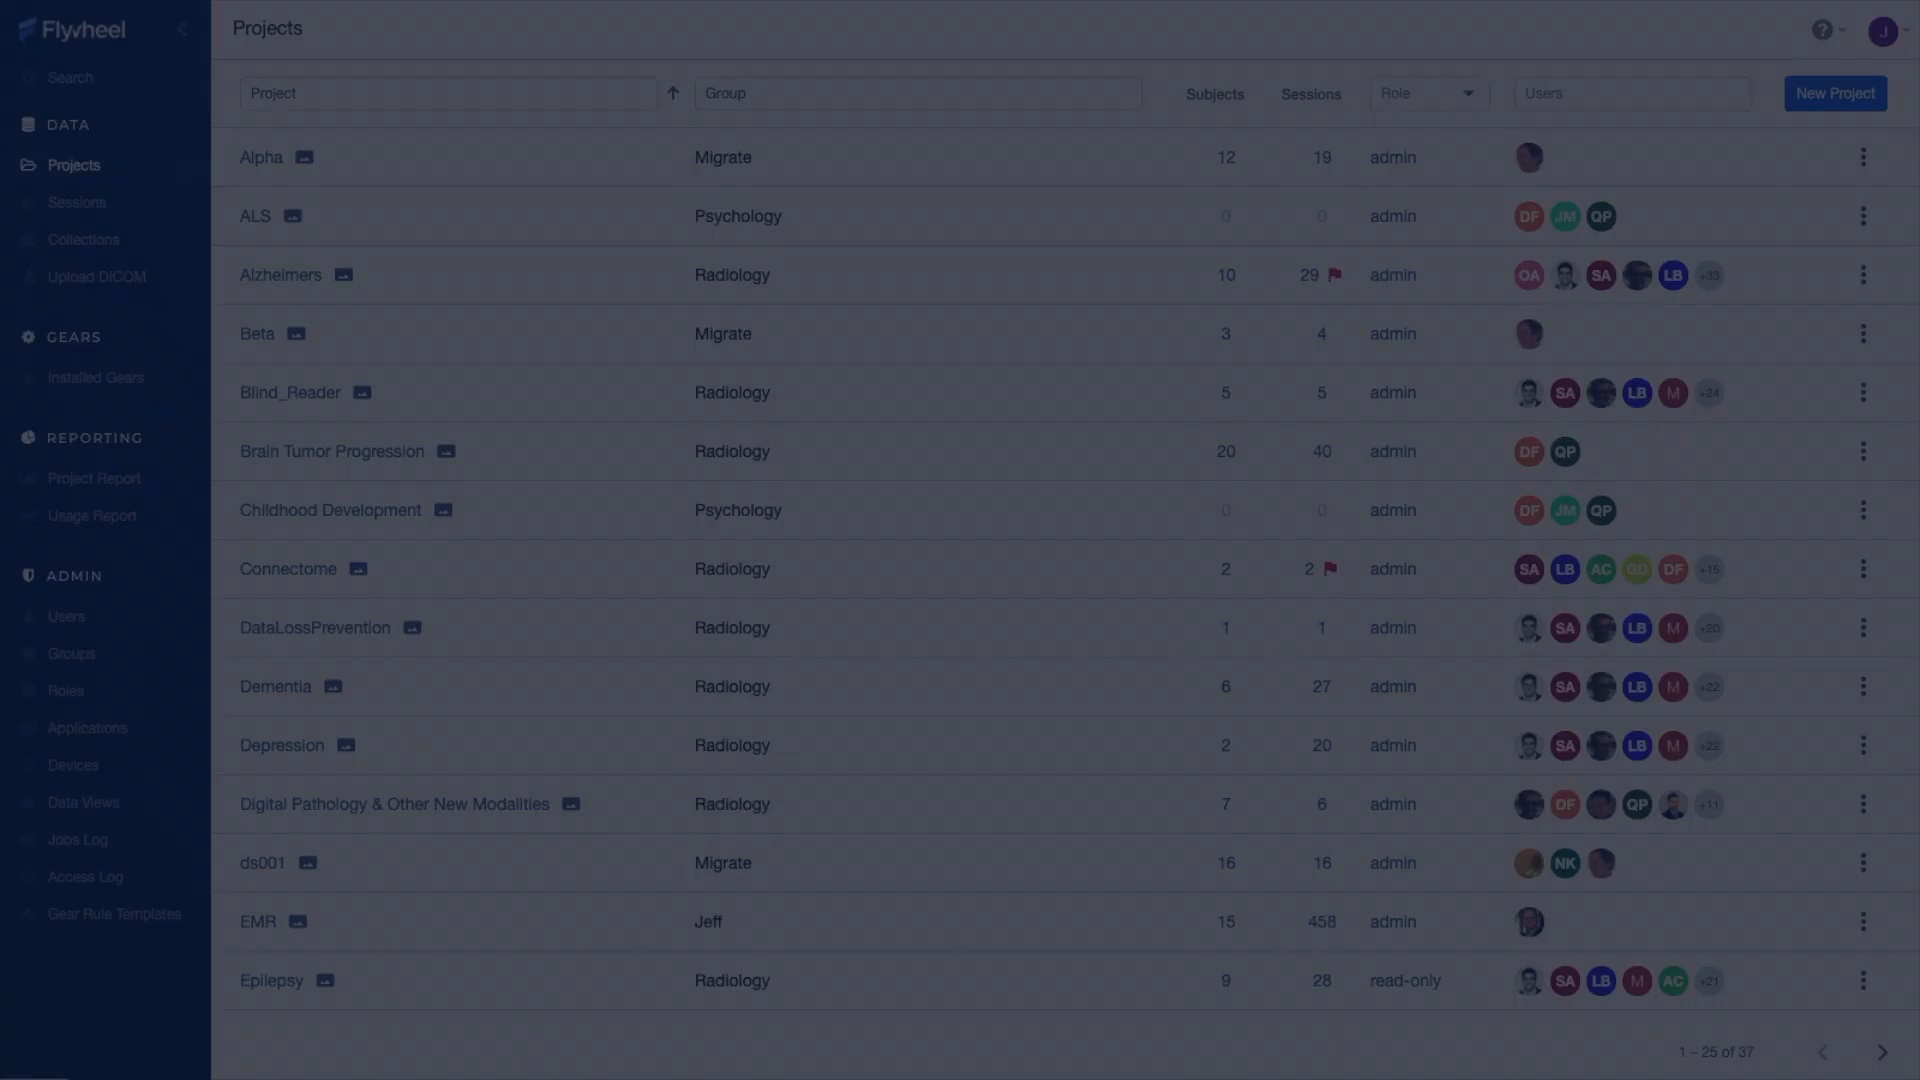 Flywheel
Projects
J
Search
DATA
Projects
Sessions
Collections
Upload DICOM
GEARS
Installed Gears
REPORTING
Project Report
Usage Report
ADMIN
Users
Groups
Roles
Applications
Devices
Data Views
Jobs Log
Access Log
Gear Rule Templates
Project Group Subjects Sessions Role Users New Project
Alpha Migrate 12 19 admin
ALS Psychology 0 0 admin DF JM QP
Alzheimers Radiology 10 29 admin OA SA LB +33
Beta Migrate 3 4 admin
Blind_Reader Radiology 5 5 admin SA LB M +24
Brain Tumor Progression Radiology 20 40 admin DF QP
Childhood Development Psychology 0 0 admin DF JM QP
Connectome Radiology 2 2 admin SA LB AC GD DF +15
DataLossPrevention Radiology 1 1 admin SA LB M +20
Dementia Radiology 6 27 admin SA LB M +22
Depression Radiology 2 20 admin SA LB M +22
Digital Pathology & Other New Modalities Radiology 7 6 admin DF QP +11
ds001 Migrate 16 16 admin NK
EMR Jeff 15 458 admin
Epilepsy Radiology 9 28 read-only SA LB M AC +21
1 – 25 of 37